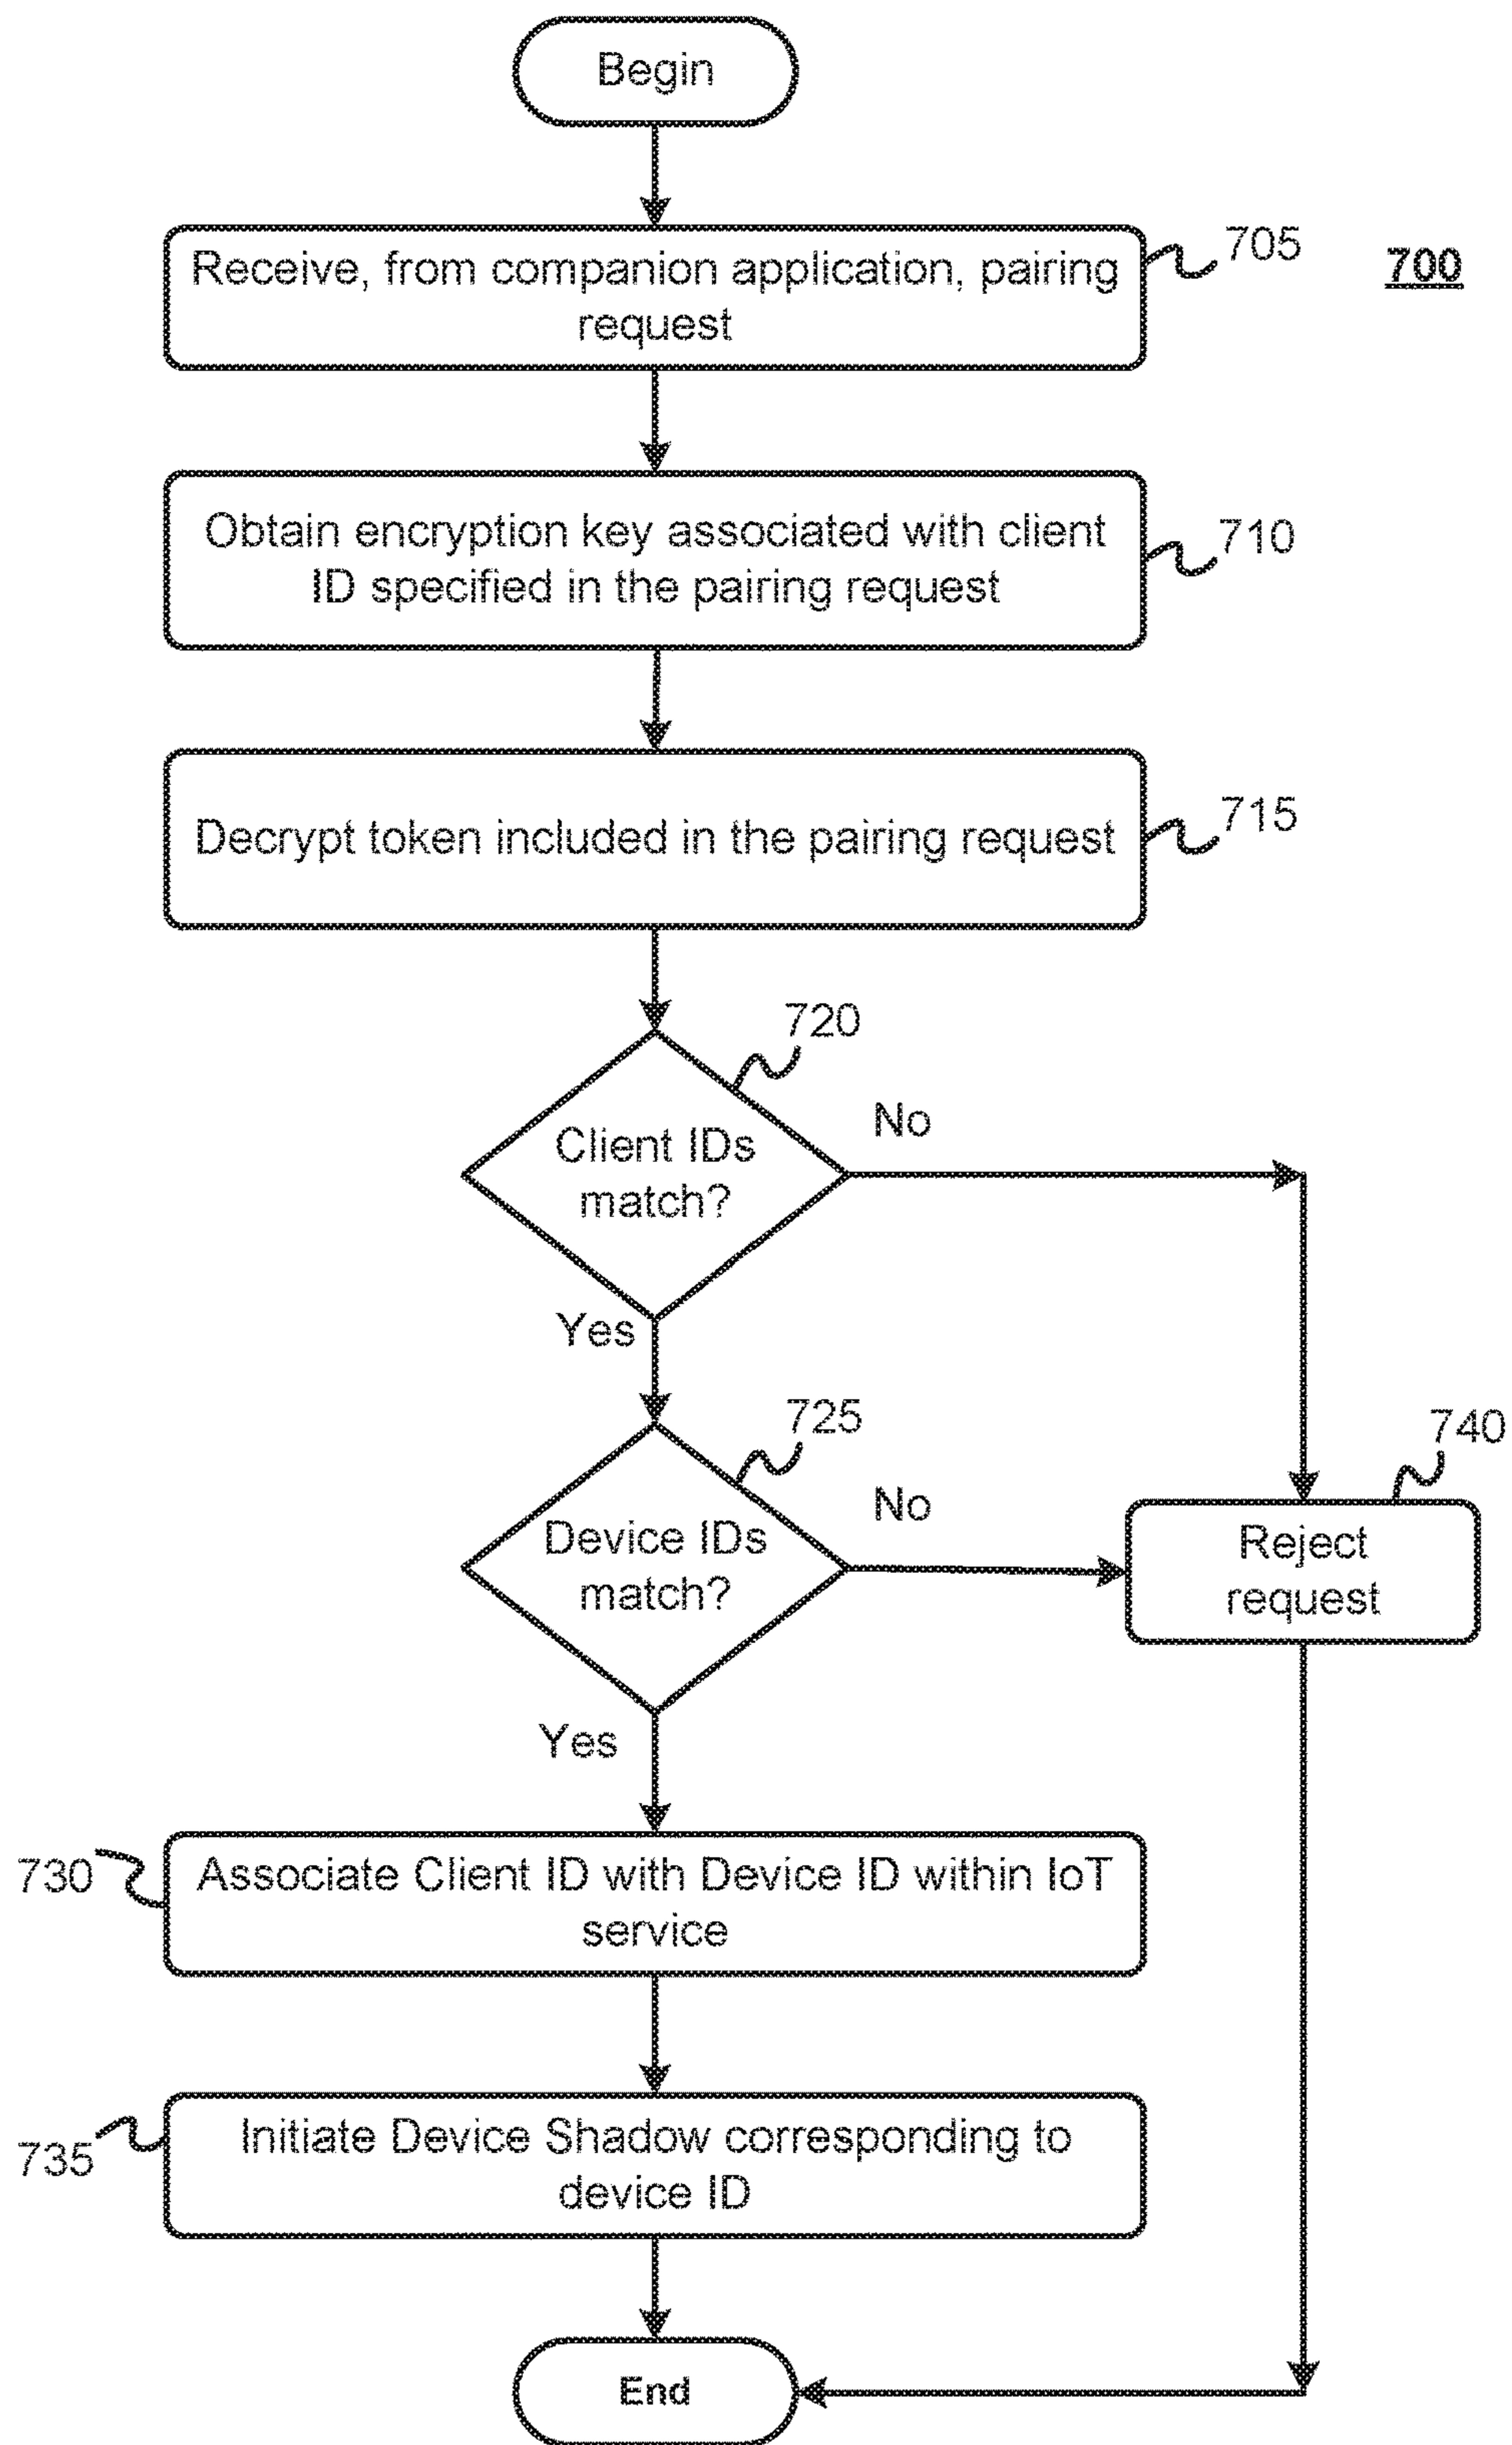 Begin
Receive, from companion application, pairing
request
705
700
Obtain encryption key associated with client
ID specified in the pairing request
710
Decrypt token included in the pairing request
715
720
Client IDs
match?
No
Yes
725
Device IDs
match?
No
740
Reject
request
Yes
730
Associate Client ID with Device ID within IoT
service
735
Initiate Device Shadow corresponding to
device ID
End